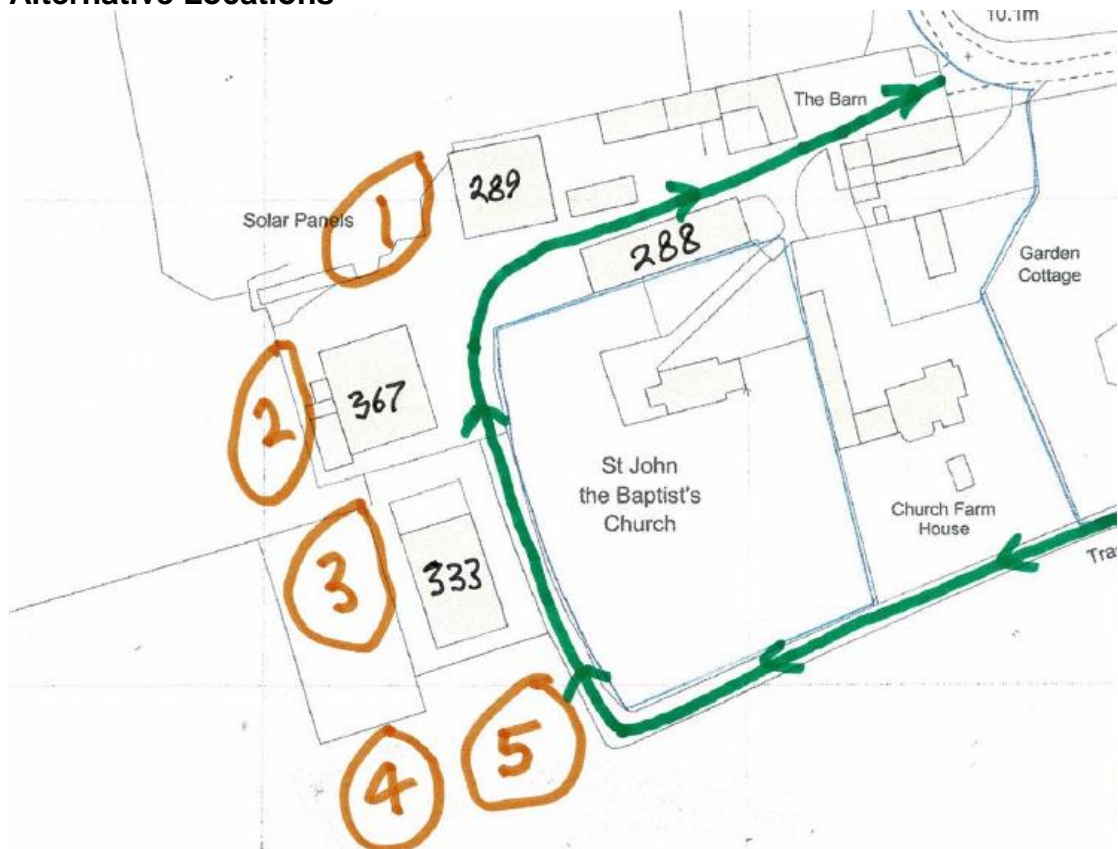 Alternative Locations
10.1m
The Barn
289
Solar Panels
1
288
Garden
Cottage
2
367
St John
the Baptist's
Church
Church Farm
House
3
333
Tra
5
4